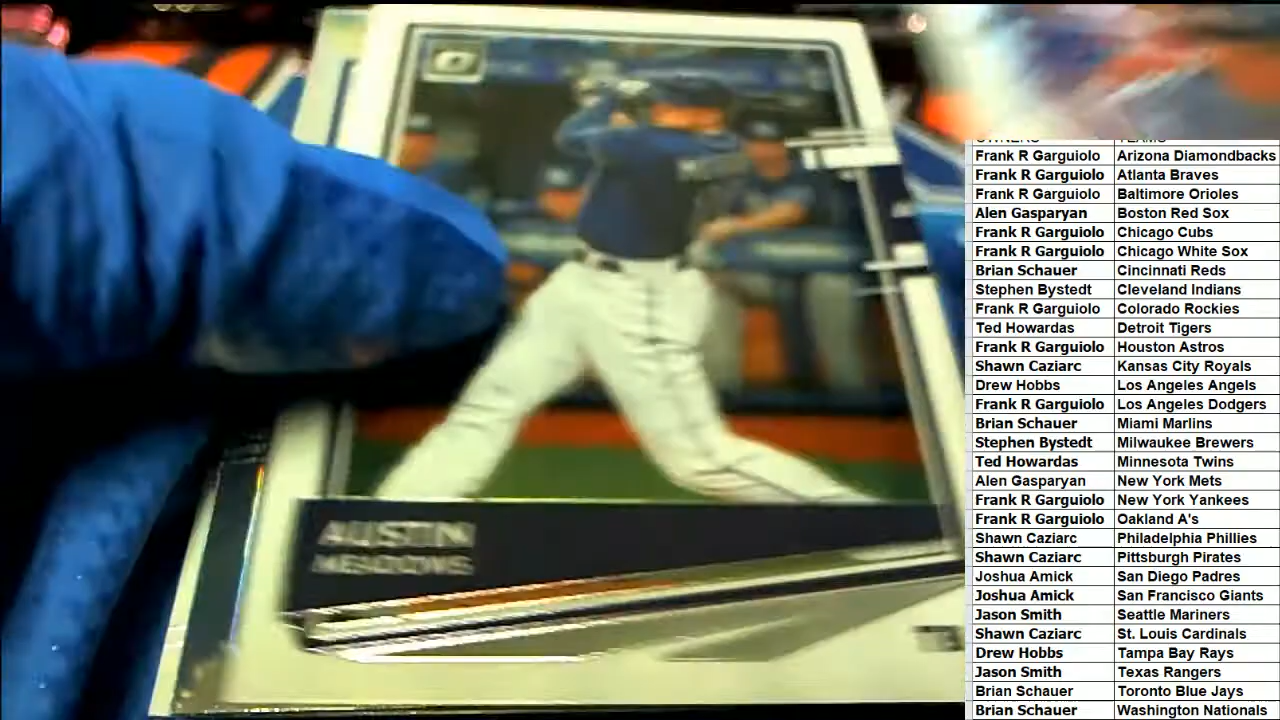 AUSTIN
MEADOWS
OWNERS TEAMS
Frank R Garguiolo Arizona Diamondbacks
Frank R Garguiolo Atlanta Braves
Frank R Garguiolo Baltimore Orioles
Alen Gasparyan Boston Red Sox
Frank R Garguiolo Chicago Cubs
Frank R Garguiolo Chicago White Sox
Brian Schauer Cincinnati Reds
Stephen Bystedt Cleveland Indians
Frank R Garguiolo Colorado Rockies
Ted Howardas Detroit Tigers
Frank R Garguiolo Houston Astros
Shawn Caziarc Kansas City Royals
Drew Hobbs Los Angeles Angels
Frank R Garguiolo Los Angeles Dodgers
Brian Schauer Miami Marlins
Stephen Bystedt Milwaukee Brewers
Ted Howardas Minnesota Twins
Alen Gasparyan New York Mets
Frank R Garguiolo New York Yankees
Frank R Garguiolo Oakland A's
Shawn Caziarc Philadelphia Phillies
Shawn Caziarc Pittsburgh Pirates
Joshua Amick San Diego Padres
Joshua Amick San Francisco Giants
Jason Smith Seattle Mariners
Shawn Caziarc St. Louis Cardinals
Drew Hobbs Tampa Bay Rays
Jason Smith Texas Rangers
Brian Schauer Toronto Blue Jays
Brian Schauer Washington Nationals